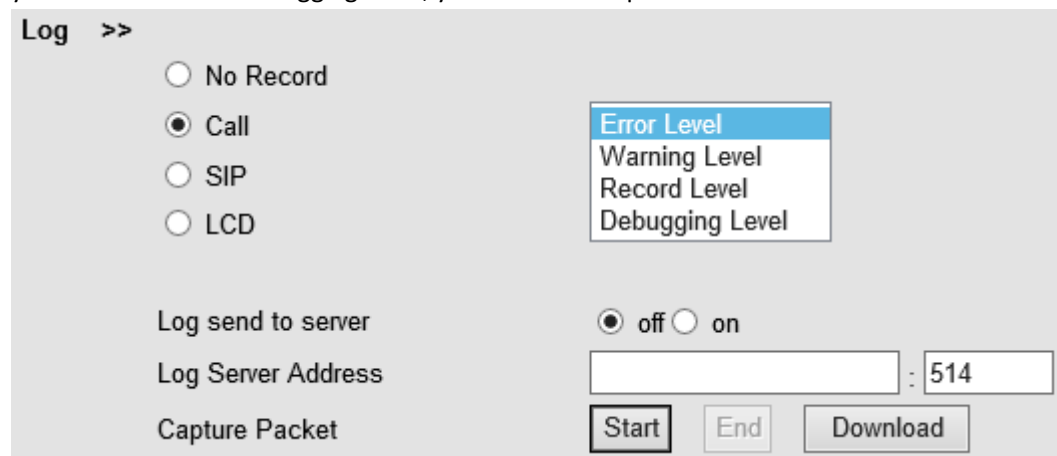 Log >>
No Record
Call
Error Level
Warning Level
SIP
Record Level
LCD
Debugging Level
Log send to server
off on
Log Server Address
: 514
Capture Packet
Start End Download